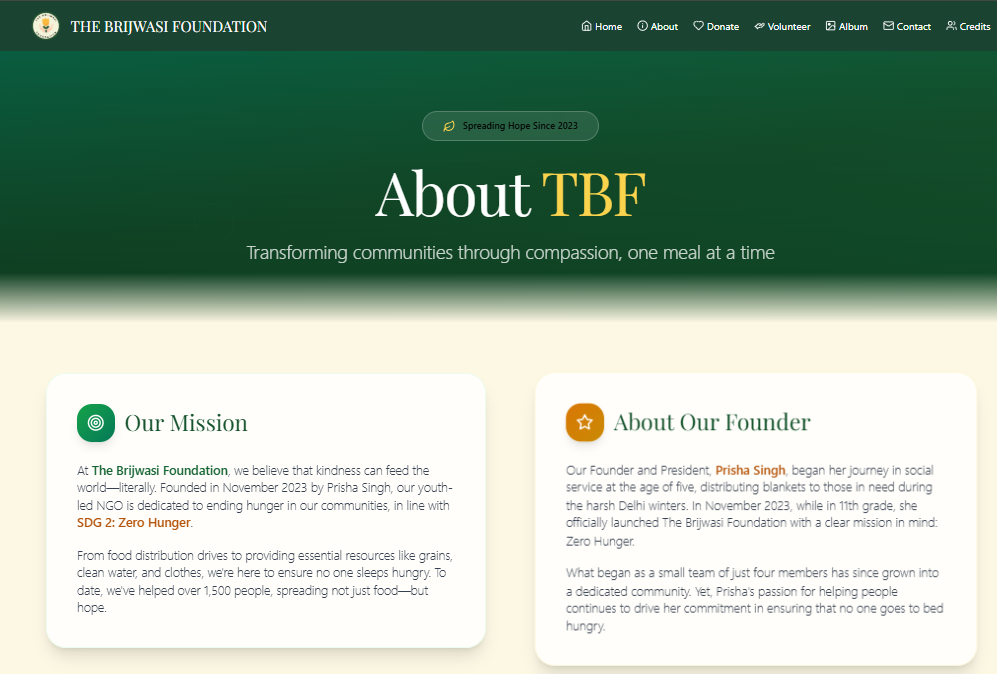 THE BRIJWASI FOUNDATION
Home About Donate Volunteer Album Contact Credits
Spreading Hope Since 2023
About TBF
Transforming communities through compassion, one meal at a time
Our Mission
At The Brijwasi Foundation, we believe that kindness can feed the
world—literally. Founded in November 2023 by Prisha Singh, our youth-
led NGO is dedicated to ending hunger in our communities, in line with
SDG 2: Zero Hunger.
From food distribution drives to providing essential resources like grains,
clean water, and clothes, we're here to ensure no one sleeps hungry. To
date, we've helped over 1,500 people, spreading not just food—but
hope.
About Our Founder
Our Founder and President, Prisha Singh, began her journey in social
service at the age of five, distributing blankets to those in need during
the harsh Delhi winters. In November 2023, while in 11th grade, she
officially launched The Brijwasi Foundation with a clear mission in mind:
Zero Hunger.
What began as a small team of just four members has since grown into
a dedicated community. Yet, Prisha's passion for helping people
continues to drive her commitment in ensuring that no one goes to bed
hungry.